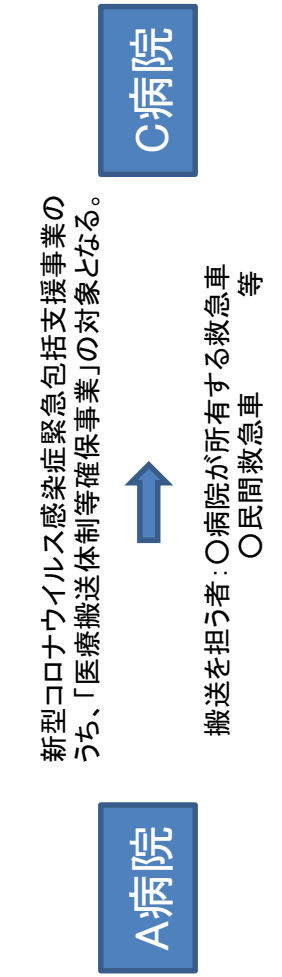 新型コロナウイルス感染症緊急包括支援事業の
うち、「医療搬送体制等確保事業」の対象となる。
A病院
C病院
搬送を担う者：〇病院が所有する救急車
〇民間救急車　　　等